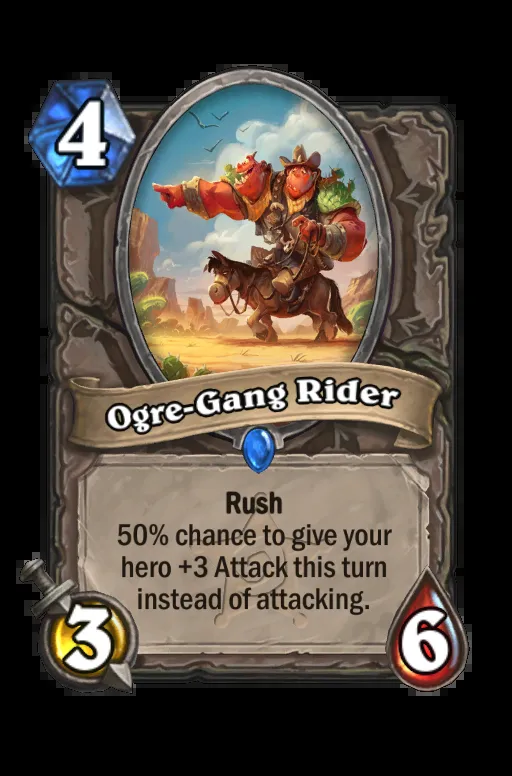 4
Ogre-Gang Rider
Rush
50% chance to give your
hero +3 Attack this turn
instead of attacking.
3
6